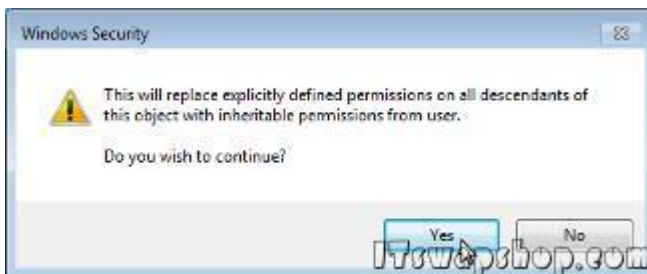 Windows Security
This will replace explicitly defined permissions on all descendants of
this object with inheritable permissions from user.
Do you wish to continue?
Yes
No
ITswapshop.com